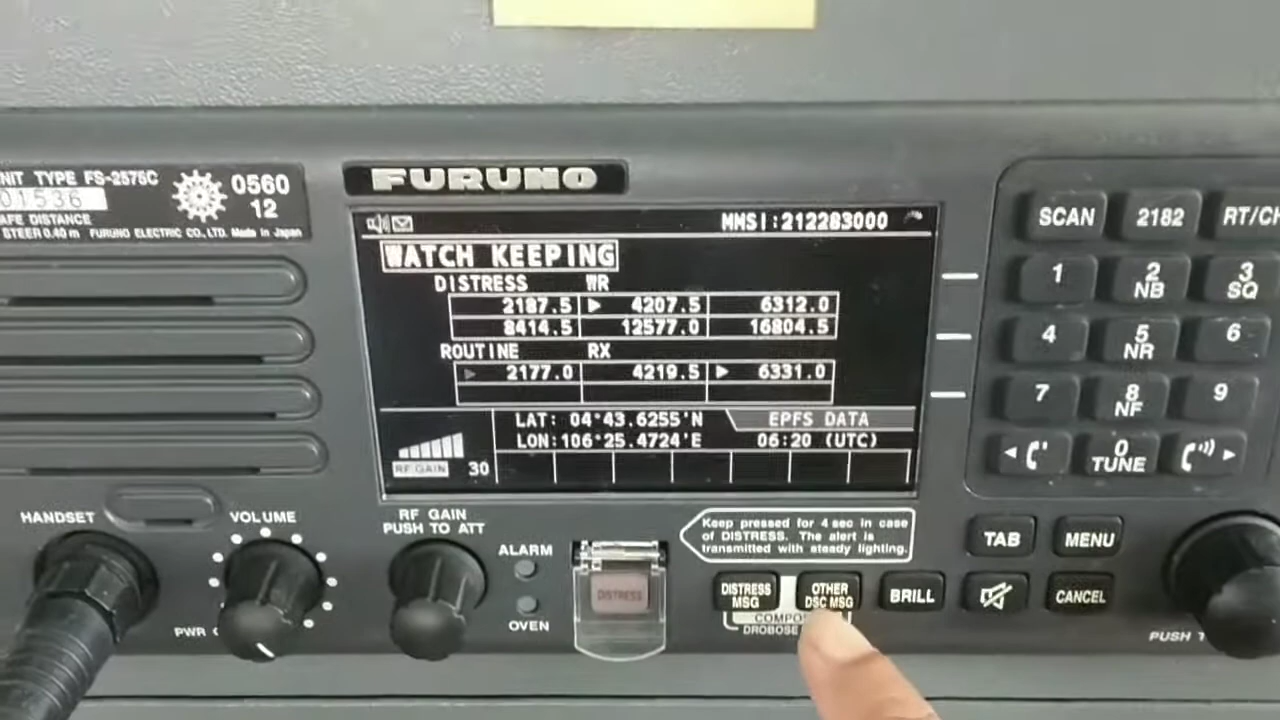 NIT TYPE FS-2575C
01536
0560
12
AFE DISTANCE
STEER 0.40 m FURUNO ELECTRIC CO., LTD. Made in Japan
FURUNO
MMSI:212283000
WATCH KEEPING
DISTRESS WR
2187.5 ▶ 4207.5 6312.0
8414.5 12577.0 16804.5
ROUTINE RX
▶ 2177.0 4219.5 ▶ 6331.0
LAT: 04°43.6255'N EPFS DATA
LON:106°25.4724'E 06:20 (UTC)
RF GAIN 30
SCAN 2182 RT/CH
1 2 3
NB SQ
4 5 6
NR
7 8 9
NF
0
TUNE
HANDSET
VOLUME
PWR
RF GAIN
PUSH TO ATT
ALARM
OVEN
DISTRESS
Keep pressed for 4 sec in case
of DISTRESS. The alert is
transmitted with steady lighting.
TAB MENU
DISTRESS
MSG
OTHER
DSC MSG
BRILL
CANCEL
PUSH